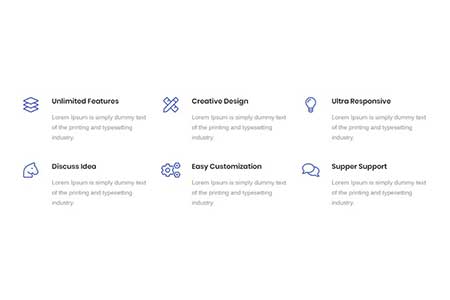 Unlimited Features
Lorem Ipsum is simply dummy text
of the printing and typesetting
industry.
Creative Design
Lorem Ipsum is simply dummy text
of the printing and typesetting
industry.
Ultra Responsive
Lorem Ipsum is simply dummy text
of the printing and typesetting
industry.
Discuss Idea
Lorem Ipsum is simply dummy text
of the printing and typesetting
industry.
Easy Customization
Lorem Ipsum is simply dummy text
of the printing and typesetting
industry.
Supper Support
Lorem Ipsum is simply dummy text
of the printing and typesetting
industry.